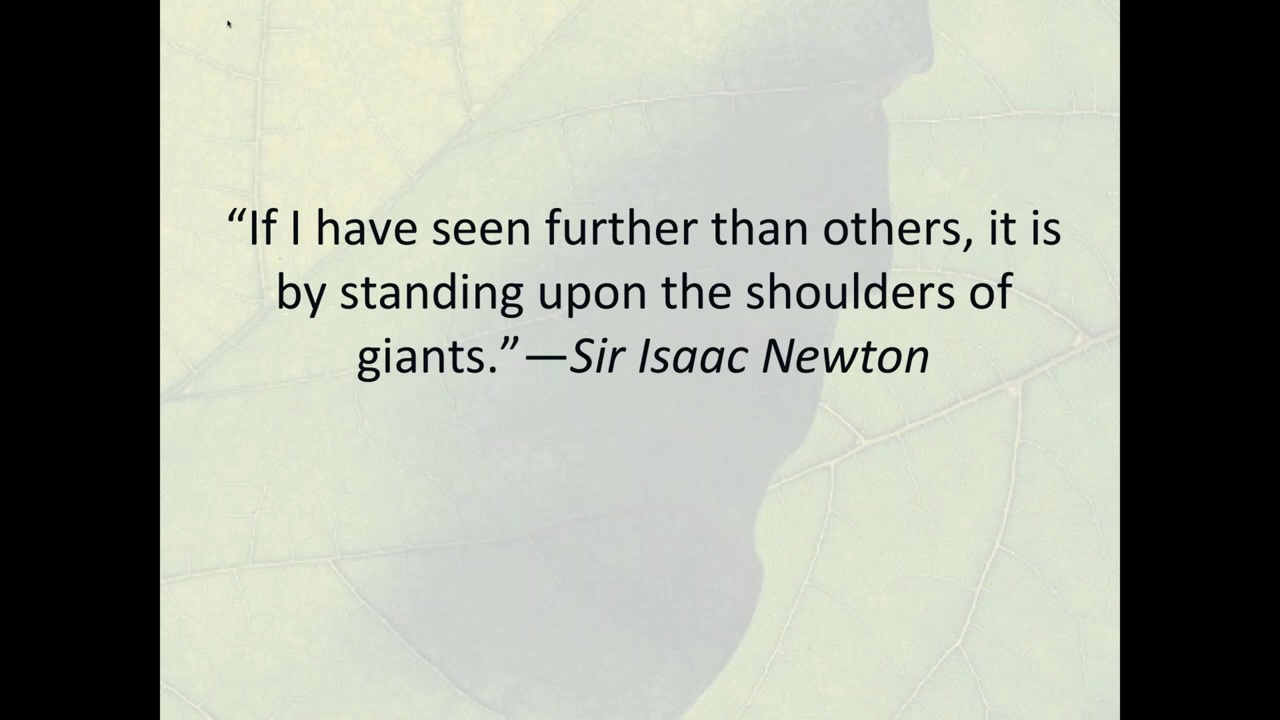 “If I have seen further than others, it is
by standing upon the shoulders of
giants.”—Sir Isaac Newton